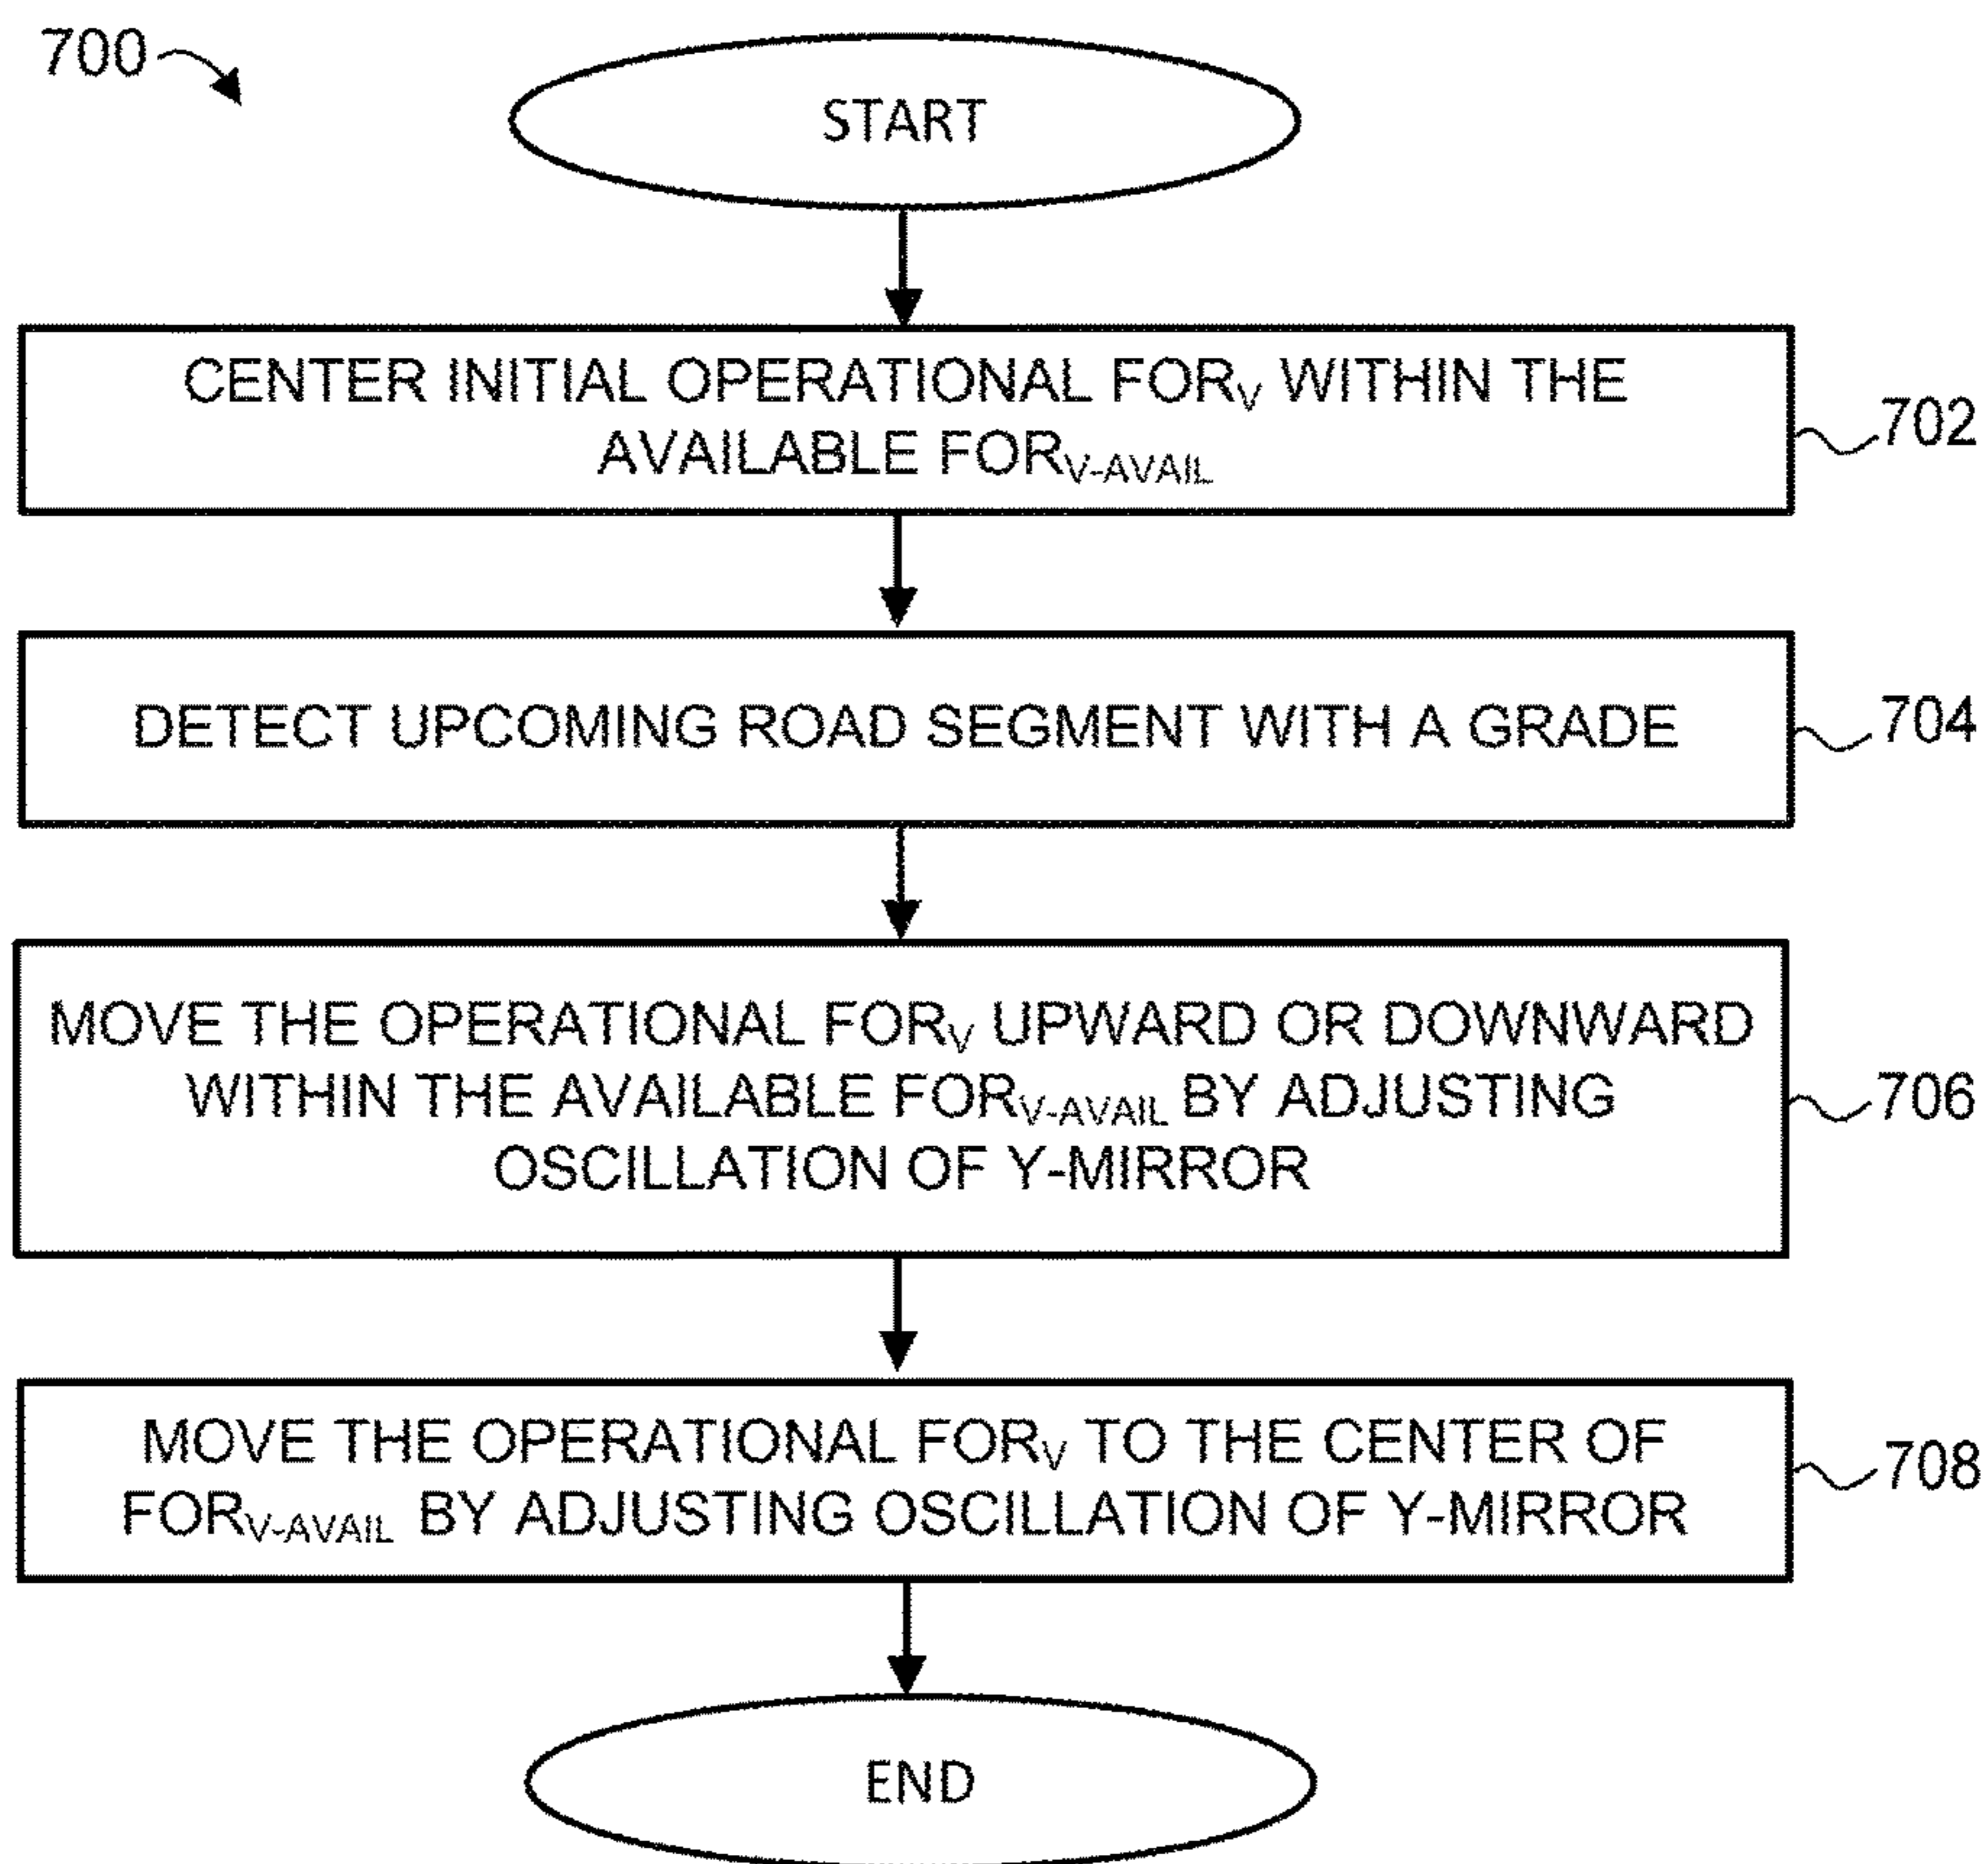 700
START
CENTER INITIAL OPERATIONAL FORV WITHIN THE
AVAILABLE FORV-AVAIL
702
DETECT UPCOMING ROAD SEGMENT WITH A GRADE
704
MOVE THE OPERATIONAL FORV UPWARD OR DOWNWARD
WITHIN THE AVAILABLE FORV-AVAIL BY ADJUSTING
OSCILLATION OF Y-MIRROR
706
MOVE THE OPERATIONAL FORV TO THE CENTER OF
FORV-AVAIL BY ADJUSTING OSCILLATION OF Y-MIRROR
708
END